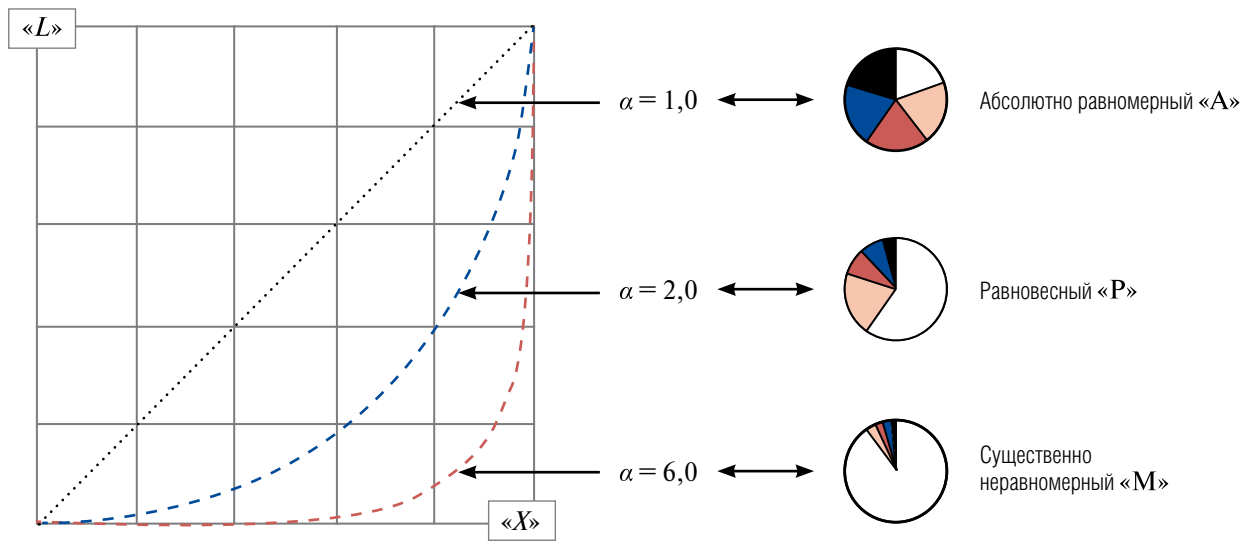 «L»
α = 1,0
Абсолютно равномерный «А»
α = 2,0
Равновесный «Р»
α = 6,0
Существенно
неравномерный «М»
«X»